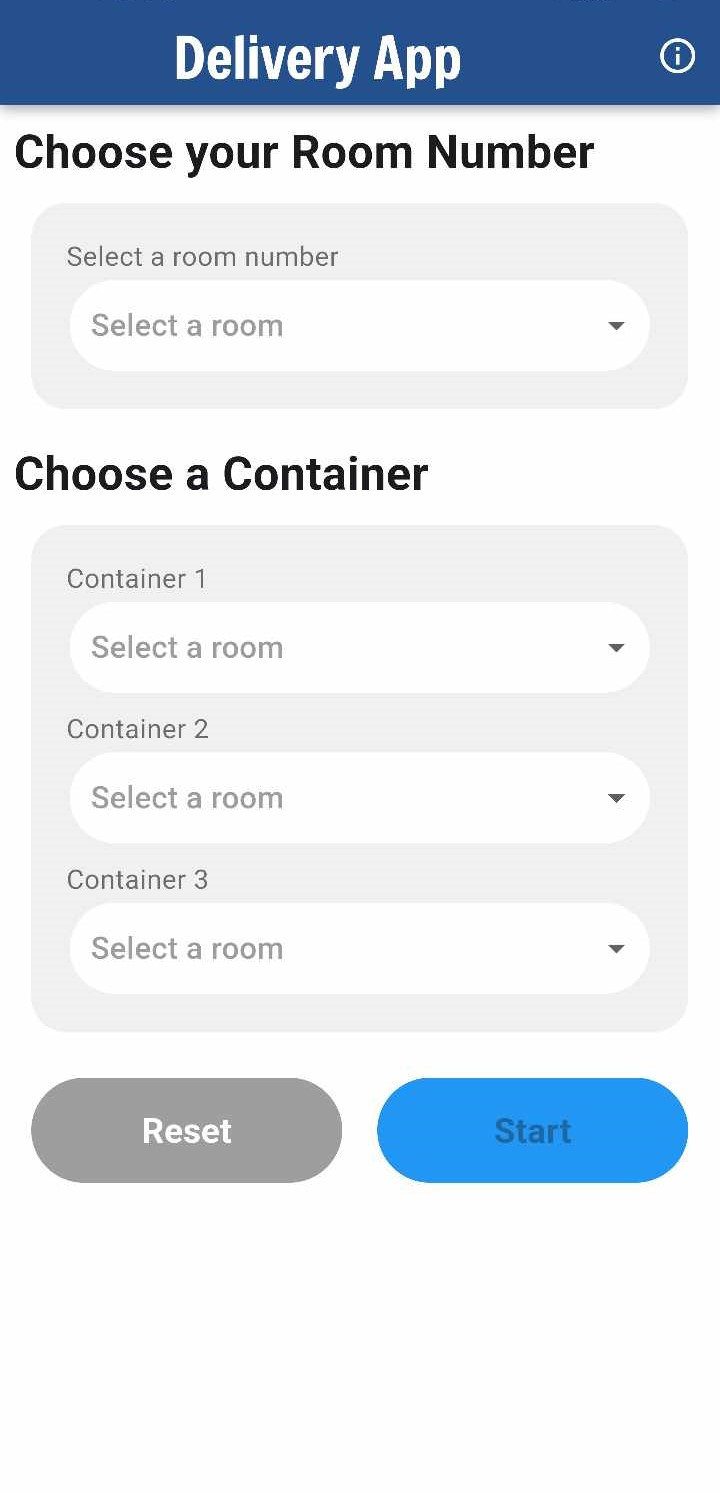 Delivery App
Choose your Room Number
Select a room number
Select a room
Choose a Container
Container 1
Select a room
Container 2
Select a room
Container 3
Select a room
Reset
Start